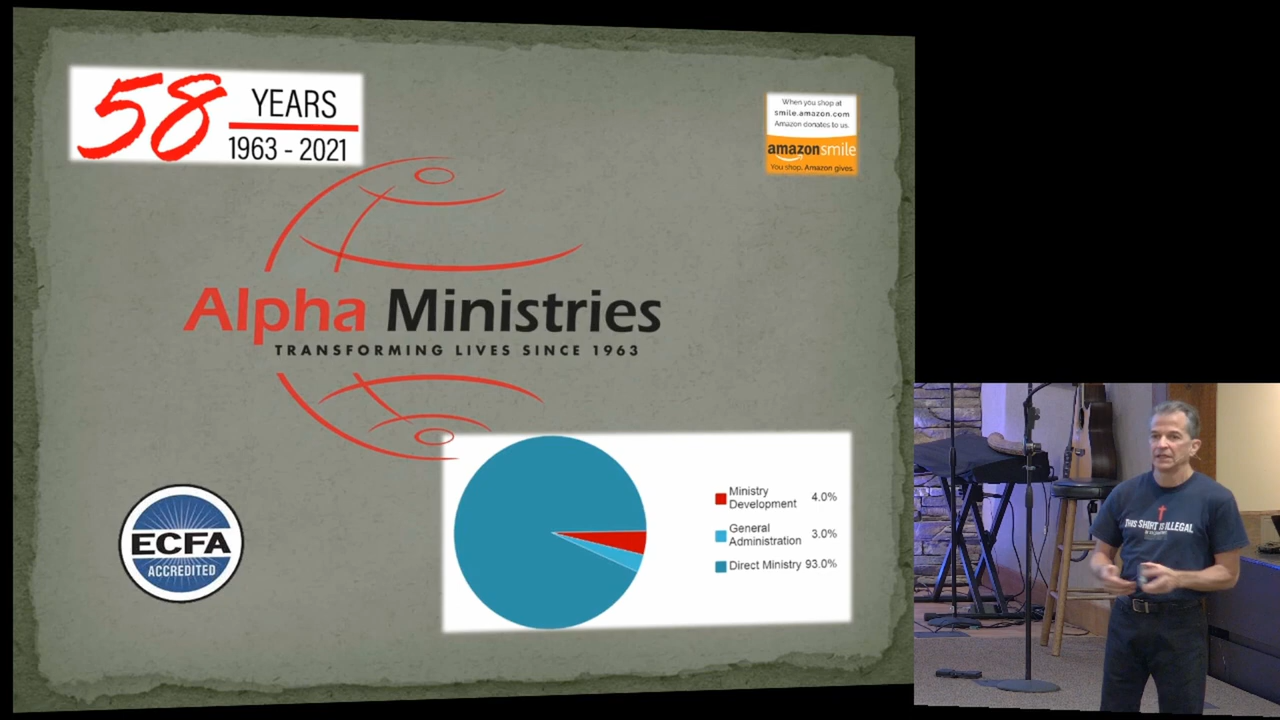 58 YEARS
1963 - 2021
When you shop at
smile.amazon.com
Amazon donates to us.
amazonsmile
You shop. Amazon gives.
Alpha Ministries
TRANSFORMING LIVES SINCE 1963
ECFA
ACCREDITED
Ministry
Development 4.0%
General
Administration 3.0%
Direct Ministry 93.0%
THIS SHIRT IS ILLEGAL